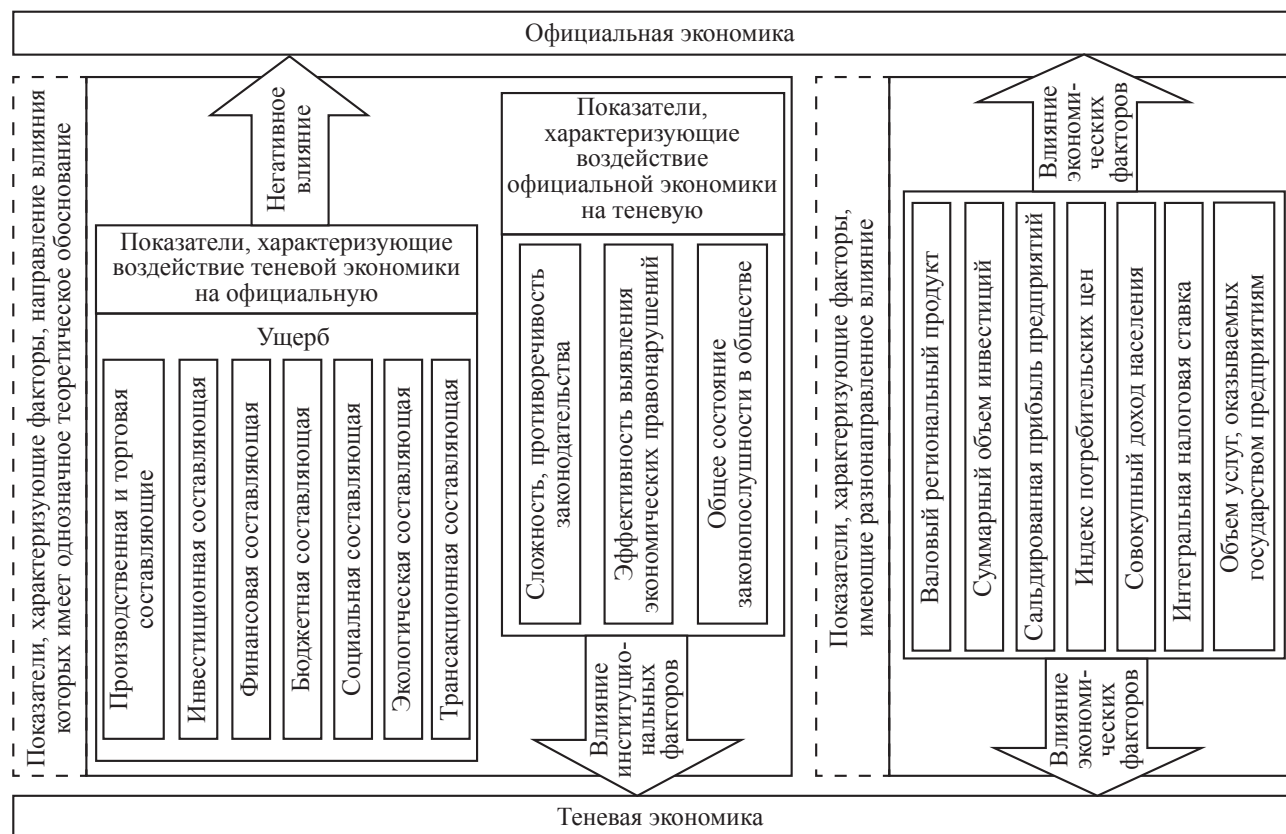 Официальная экономика
Показатели, характеризующие факторы, направление влияния
которых имеет однозначное теоретическое обоснование
Негативное
влияние
Показатели, характеризующие
воздействие теневой экономики
на официальную
Ущерб
Производственная и торговая
составляющие
Инвестиционная составляющая
Финансовая составляющая
Бюджетная составляющая
Социальная составляющая
Экологическая составляющая
Трансакционная составляющая
Показатели,
характеризующие
воздействие
официальной экономики
на теневую
Сложность, противоречивость
законодательства
Эффективность выявления
экономических правонарушений
Общее состояние
законопослушности в обществе
Влияние
институцио-
нальных
факторов
Показатели, характеризующие факторы,
имеющие разнонаправленное влияние
Влияние
экономи-
ческих
факторов
Валовый региональный продукт
Суммарный объем инвестиций
Сальдированная прибыль предприятий
Индекс потребительских цен
Совокупный доход населения
Интегральная налоговая ставка
Объем услуг, оказываемых
государством предприятиям
Влияние
экономи-
ческих
факторов
Теневая экономика